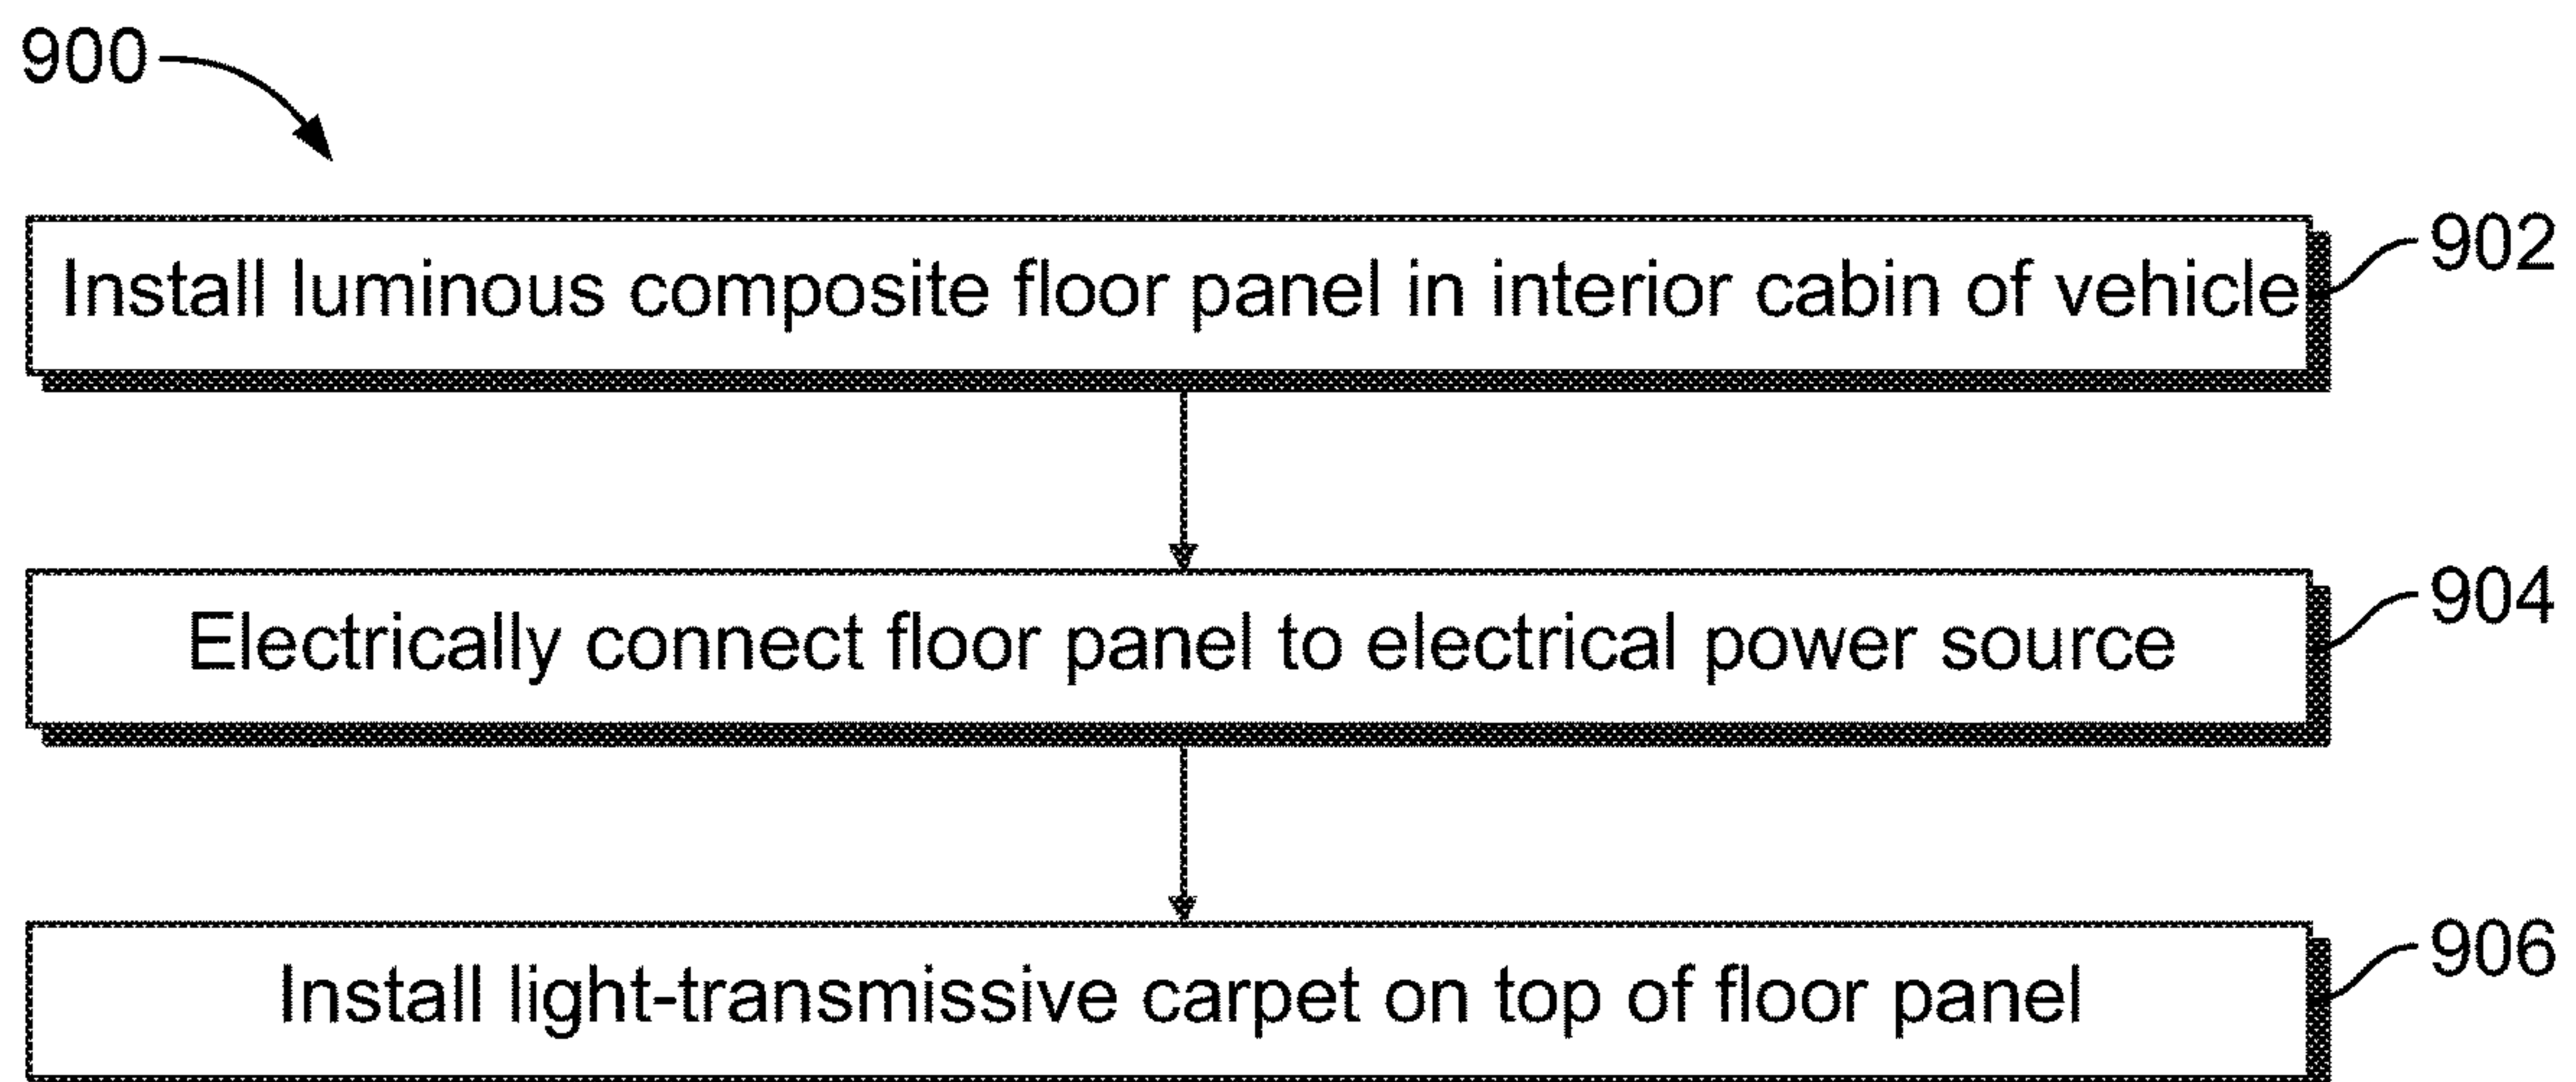 900
Install luminous composite floor panel in interior cabin of vehicle
902
Electrically connect floor panel to electrical power source
904
Install light-transmissive carpet on top of floor panel
906